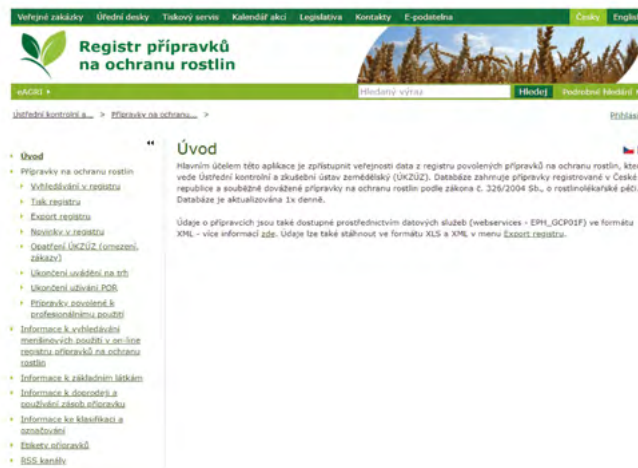 Veřejné zakázky Úřední desky Tiskový servis Kalendář akcí Legislativa Kontakty E-podatelna Česky English
Registr přípravků
na ochranu rostlin
eAGRI
Hledaný výraz Hledej Podrobné hledání
Ústřední kontrolní a... > Přípravky na ochranu... >
Úvod
Přípravky na ochranu rostlin
Vyhledávání v registru
Tisk registru
Export registru
Novinky v registru
Opatření ÚKZÚZ (omezení,
zákazy)
Ukončení uvádění na trh
Ukončení užívání POR
Přípravky povolené k
profesionálnímu použití
Informace k vyhledávání
menšinových použití v on-line
registru přípravků na ochranu
rostlin
Informace k základním látkám
Informace k doprodeji a
používání zásob přípravku
Informace ke klasifikaci a
označování
Etikety přípravků
RSS kanály
Úvod
Hlavním účelem této aplikace je zpřístupnit veřejnosti data z registru povolených přípravků na ochranu rostlin, kte
vede Ústřední kontrolní a zkušební ústav zemědělský (ÚKZÚZ). Databáze zahrnuje přípravky registrované v České
republice a souběžně dovážené přípravky na ochranu rostlin podle zákona č. 326/2004 Sb., o rostlinolékařské péči.
Databáze je aktualizována 1x denně.
Údaje o přípravcích jsou také dostupné prostřednictvím datových služeb (webservices - EPH_GCP01F) ve formátu
XML - více informací zde. Údaje lze také stáhnout ve formátu XLS a XML v menu Export registru.